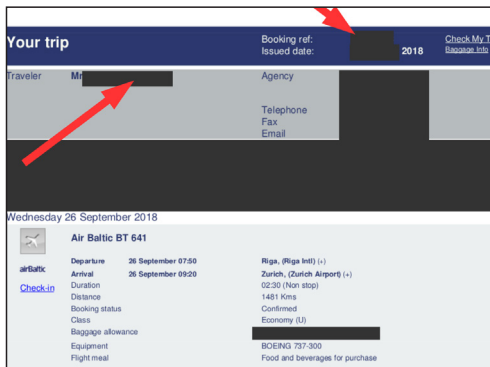 Your trip
Booking ref:
Issued date: 2018
Check My T
Baggage Info
Traveler Mr
Agency
Telephone
Fax
Email
Wednesday 26 September 2018
Air Baltic BT 641
airBaltic
Check-in
Departure 26 September 07:50 Riga, (Riga Intl) (+)
Arrival 26 September 09:20 Zurich, (Zurich Airport) (+)
Duration 02:30 (Non stop)
Distance 1481 Kms
Booking status Confirmed
Class Economy (U)
Baggage allowance
Equipment BOEING 737-300
Flight meal Food and beverages for purchase